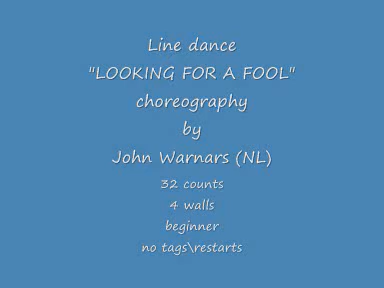 Line dance
"LOOKING FOR A FOOL"
choreography
by
John Warnars (NL)
32 counts
4 walls
beginner
no tags\restarts